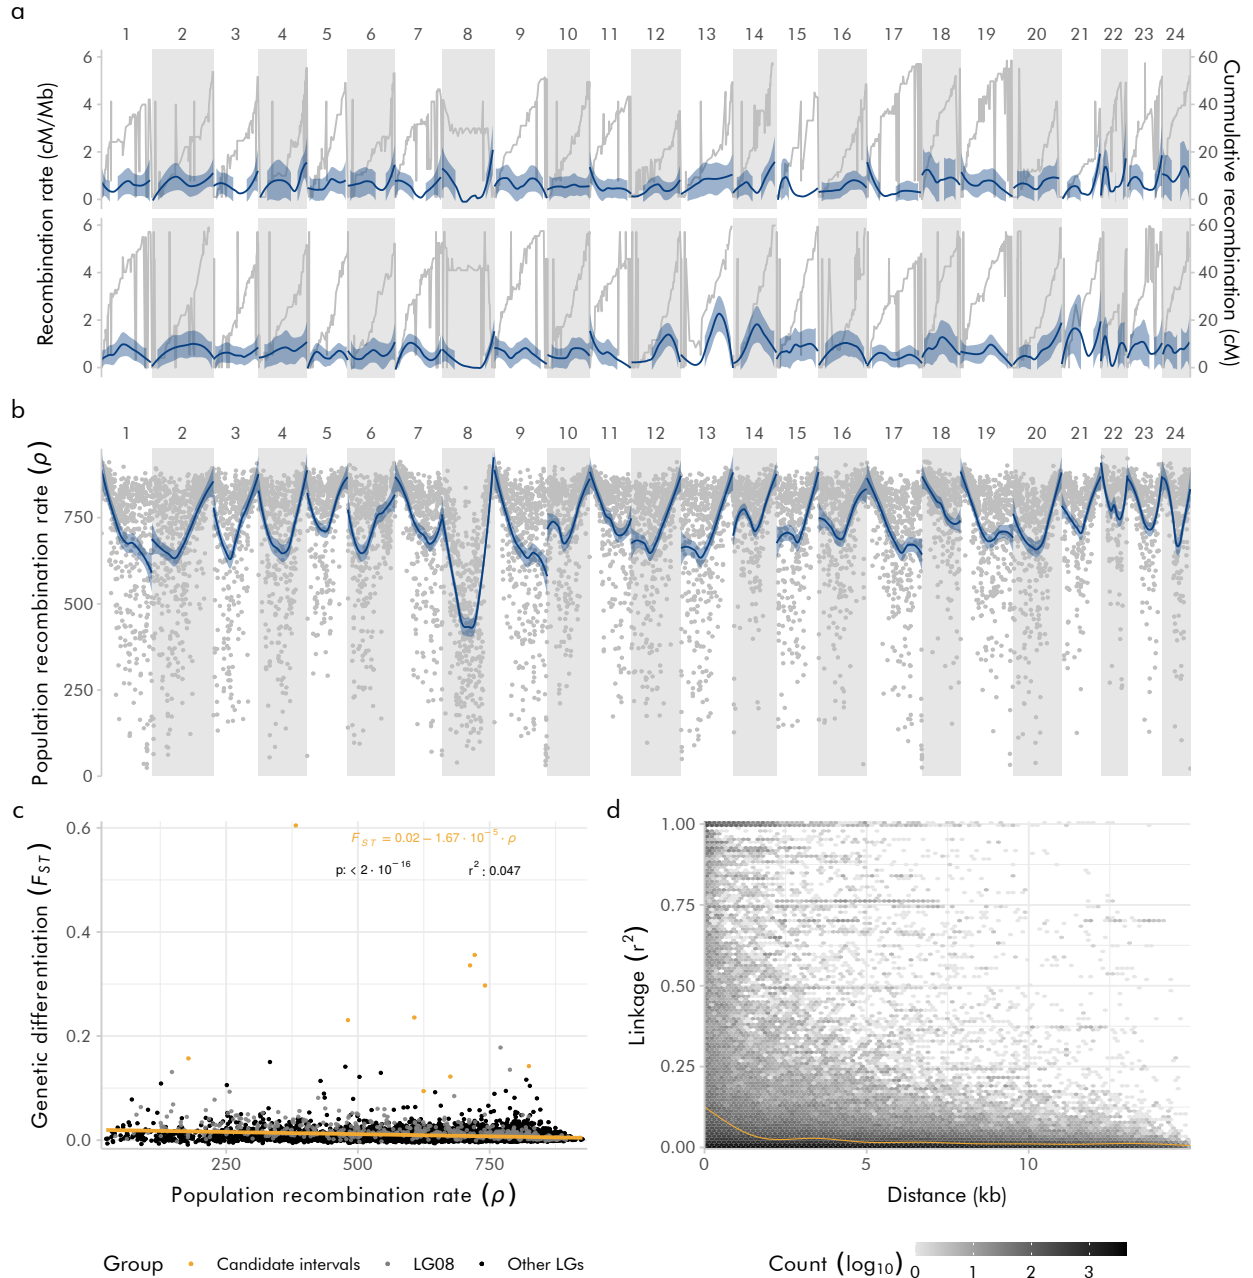 a
1 2 3 4 5 6 7 8 9 10 11 12 13 14 15 16 17 18 19 20 21 22 23 24
Recombination rate (cM/Mb)
6
4
2
0
6
4
2
0
60
40
20
0
60
40
20
0
Cummulative recombination (cM)
b
1 2 3 4 5 6 7 8 9 10 11 12 13 14 15 16 17 18 19 20 21 22 23 24
Population recombination rate (ρ)
750
500
250
0
c
Genetic differentiation (F_ST)
0.6
0.4
0.2
0.0
F_ST = 0.02 − 1.67 · 10^−5 · ρ
p: < 2 · 10^−16 r^2 : 0.047
250 500 750
Population recombination rate (ρ)
Group Candidate intervals LG08 Other LGs
d
Linkage (r^2)
1.00
0.75
0.50
0.25
0.00
0 5 10
Distance (kb)
Count (log10)
0 1 2 3